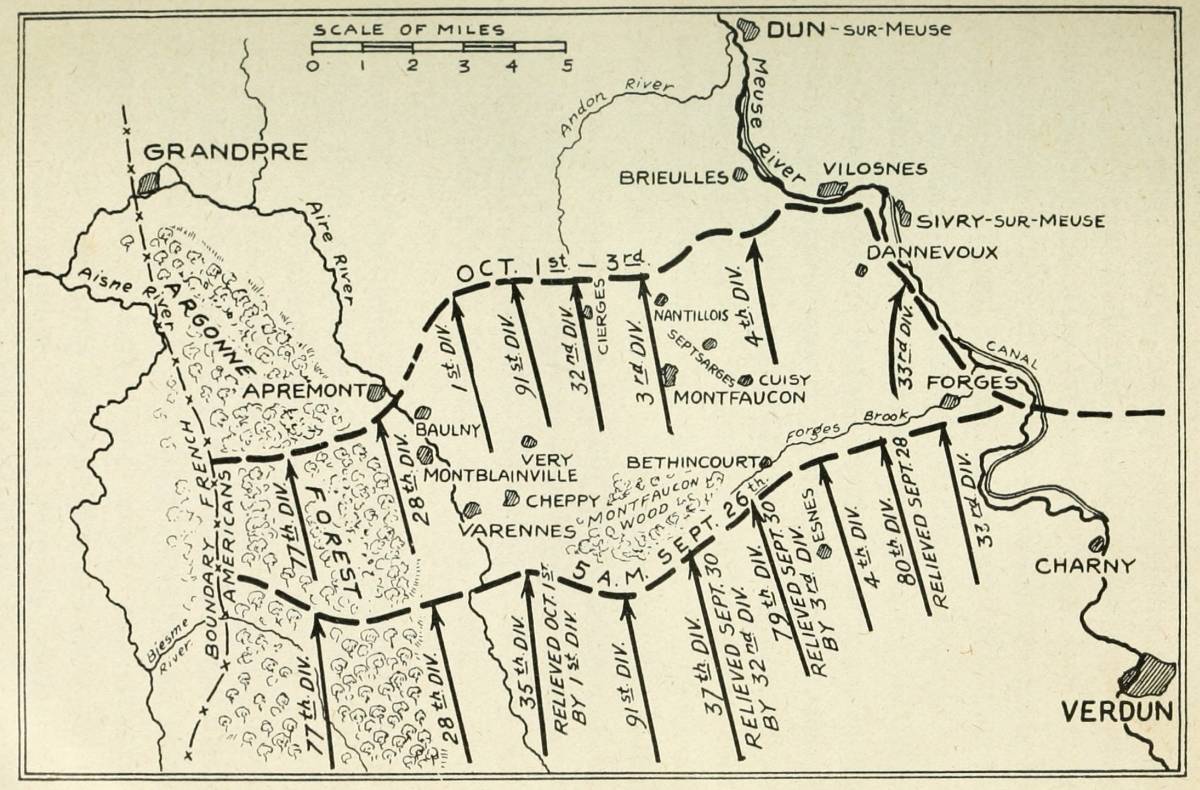 SCALE OF MILES
0 1 2 3 4 5
DUN-SUR-MEUSE
Meuse River
Andon River
GRANDPRE
BRIEULLES
VILOSNES
SIVRY-SUR-MEUSE
DANNEVOUX
Aire River
Aisne River
OCT. 1st - 3rd.
ARGONNE
FOREST
1st DIV.
91st DIV.
32nd DIV.
CIERGES
3rd DIV.
NANTILLOIS
SEPTSARGES
4th DIV.
33rd DIV.
CANAL
APREMONT
MONTFAUCON
CUISY
FORGES
Forges Brook
BAULNY
VERY
MONTBLAINVILLE
CHEPPY
VARENNES
BETHINCOURT
MONTFAUCON
WOOD
BOUNDARY FRENCH
AMERICANS
77th DIV.
28th DIV.
5 A.M. SEPT. 26th.
ESNES
CHARNY
VERDUN
Biesme
River
77th DIV.
28th DIV.
35th DIV.
RELIEVED OCT. 1st.
BY 1st DIV.
91st DIV.
37th DIV.
RELIEVED SEPT. 30
BY 32nd DIV.
79th DIV.
RELIEVED SEPT. 30
BY 3rd DIV.
4th DIV.
80th DIV.
RELIEVED SEPT. 28
33rd DIV.